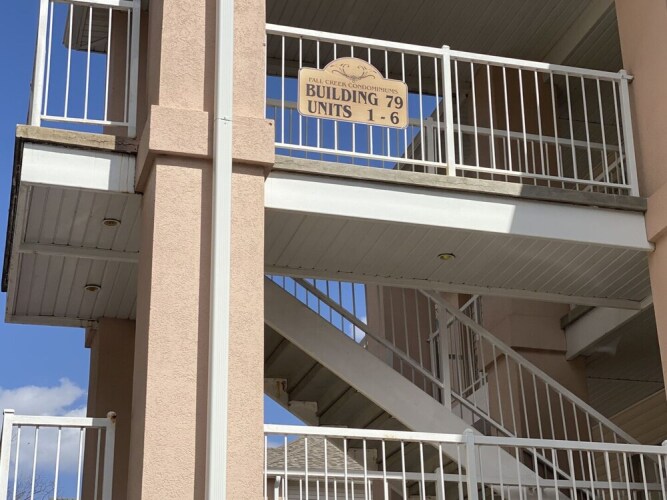 FALL CREEK CONDOMINIUMS
BUILDING 79
UNITS 1 - 6